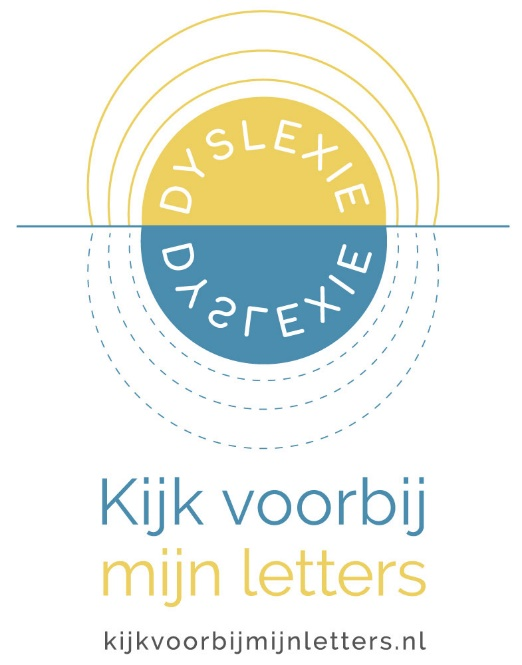 DYSLEXIE
DYSLEXIE
Kijk voorbij
mijn letters
kijkvoorbijmijnletters.nl